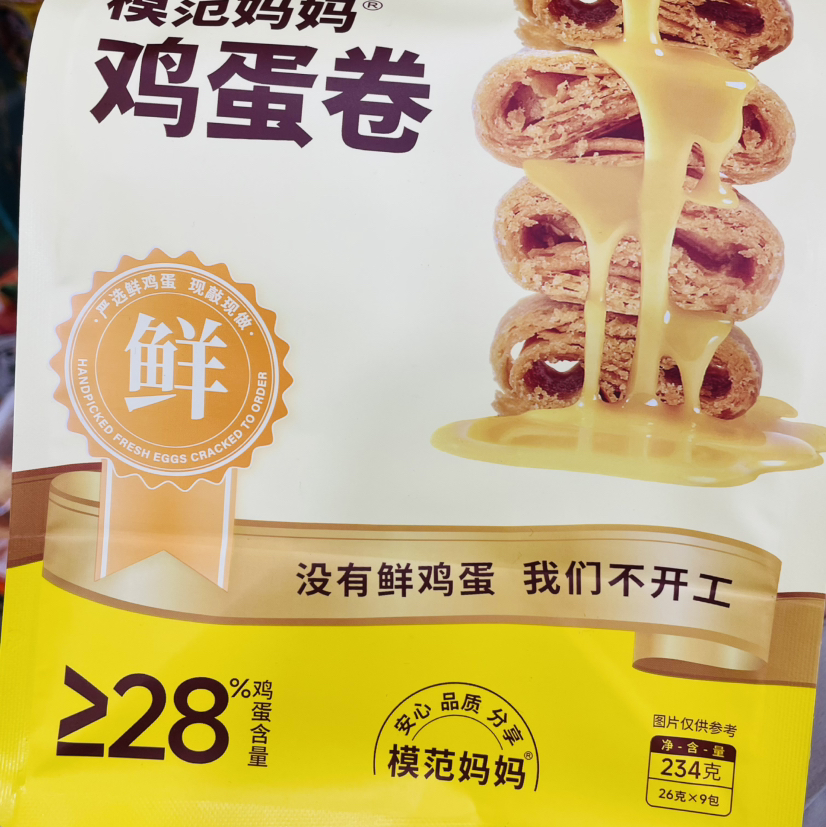 模范妈妈®
鸡蛋卷
·严选鲜鸡蛋 现敲现做·
鲜
HANDPICKED FRESH EGGS CRACKED TO ORDER
没有鲜鸡蛋 我们不开工
≥28%鸡蛋含量
安心 品质 分享
模范妈妈®
图片仅供参考
净-含-量
234克
26克×9包